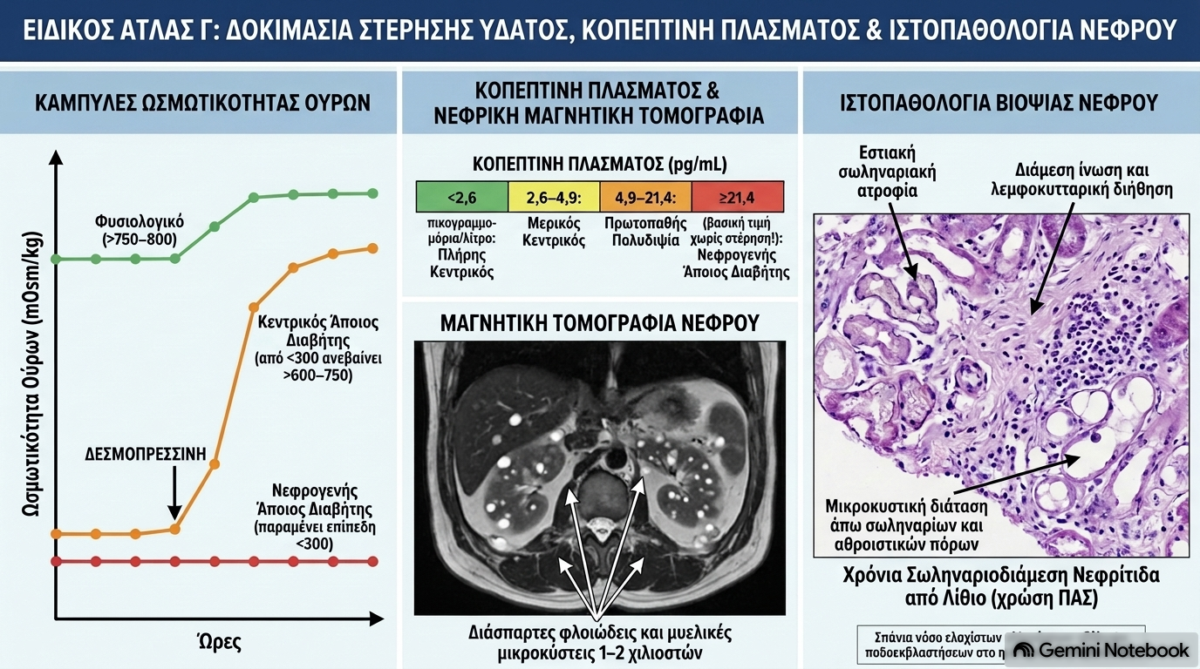 ΕΙΔΙΚΟΣ ΑΤΛΑΣ Γ: ΔΟΚΙΜΑΣΙΑ ΣΤΕΡΗΣΗΣ ΥΔΑΤΟΣ, ΚΟΠΕΠΤΙΝΗ ΠΛΑΣΜΑΤΟΣ & ΙΣΤΟΠΑΘΟΛΟΓΙΑ ΝΕΦΡΟΥ
ΚΑΜΠΥΛΕΣ ΩΣΜΩΤΙΚΟΤΗΤΑΣ ΟΥΡΩΝ
Ωσμωτικότητα Ούρων (mOsm/kg)
Φυσιολογικό
(>750–800)
Κεντρικός Άποιος
Διαβήτης
(από <300 ανεβαίνει
>600–750)
ΔΕΣΜΟΠΡΕΣΣΙΝΗ
Νεφρογενής
Άποιος Διαβήτης
(παραμένει επίπεδη
<300)
Ώρες
ΚΟΠΕΠΤΙΝΗ ΠΛΑΣΜΑΤΟΣ &
ΝΕΦΡΙΚΗ ΜΑΓΝΗΤΙΚΗ ΤΟΜΟΓΡΑΦΙΑ
ΚΟΠΕΠΤΙΝΗ ΠΛΑΣΜΑΤΟΣ (pg/mL)
<2,6
πικογραμμο-
μόρια/λίτρο:
Πλήρης
Κεντρικός
2,6–4,9:
Μερικός
Κεντρικός
4,9–21,4:
Πρωτοπαθής
Πολυδιψία
≥21,4
(βασική τιμή
χωρίς στέρηση!):
Νεφρογενής
Άποιος Διαβήτης
ΜΑΓΝΗΤΙΚΗ ΤΟΜΟΓΡΑΦΙΑ ΝΕΦΡΟΥ
Διάσπαρτες φλοιώδεις και μυελικές
μικροκύστεις 1–2 χιλιοστών
ΙΣΤΟΠΑΘΟΛΟΓΙΑ ΒΙΟΨΙΑΣ ΝΕΦΡΟΥ
Εστιακή
σωληναριακή
ατροφία
Διάμεση ίνωση και
λεμφοκυτταρική διήθηση
Μικροκυστική διάταση
άπω σωληναρίων και
αθροιστικών πόρων
Χρόνια Σωληναριοδιάμεση Νεφρίτιδα
από Λίθιο (χρώση ΠΑΣ)
Σπάνια νόσο ελαχίστων
ποδοεκβλαστήσεων στο
Gemini Notebook